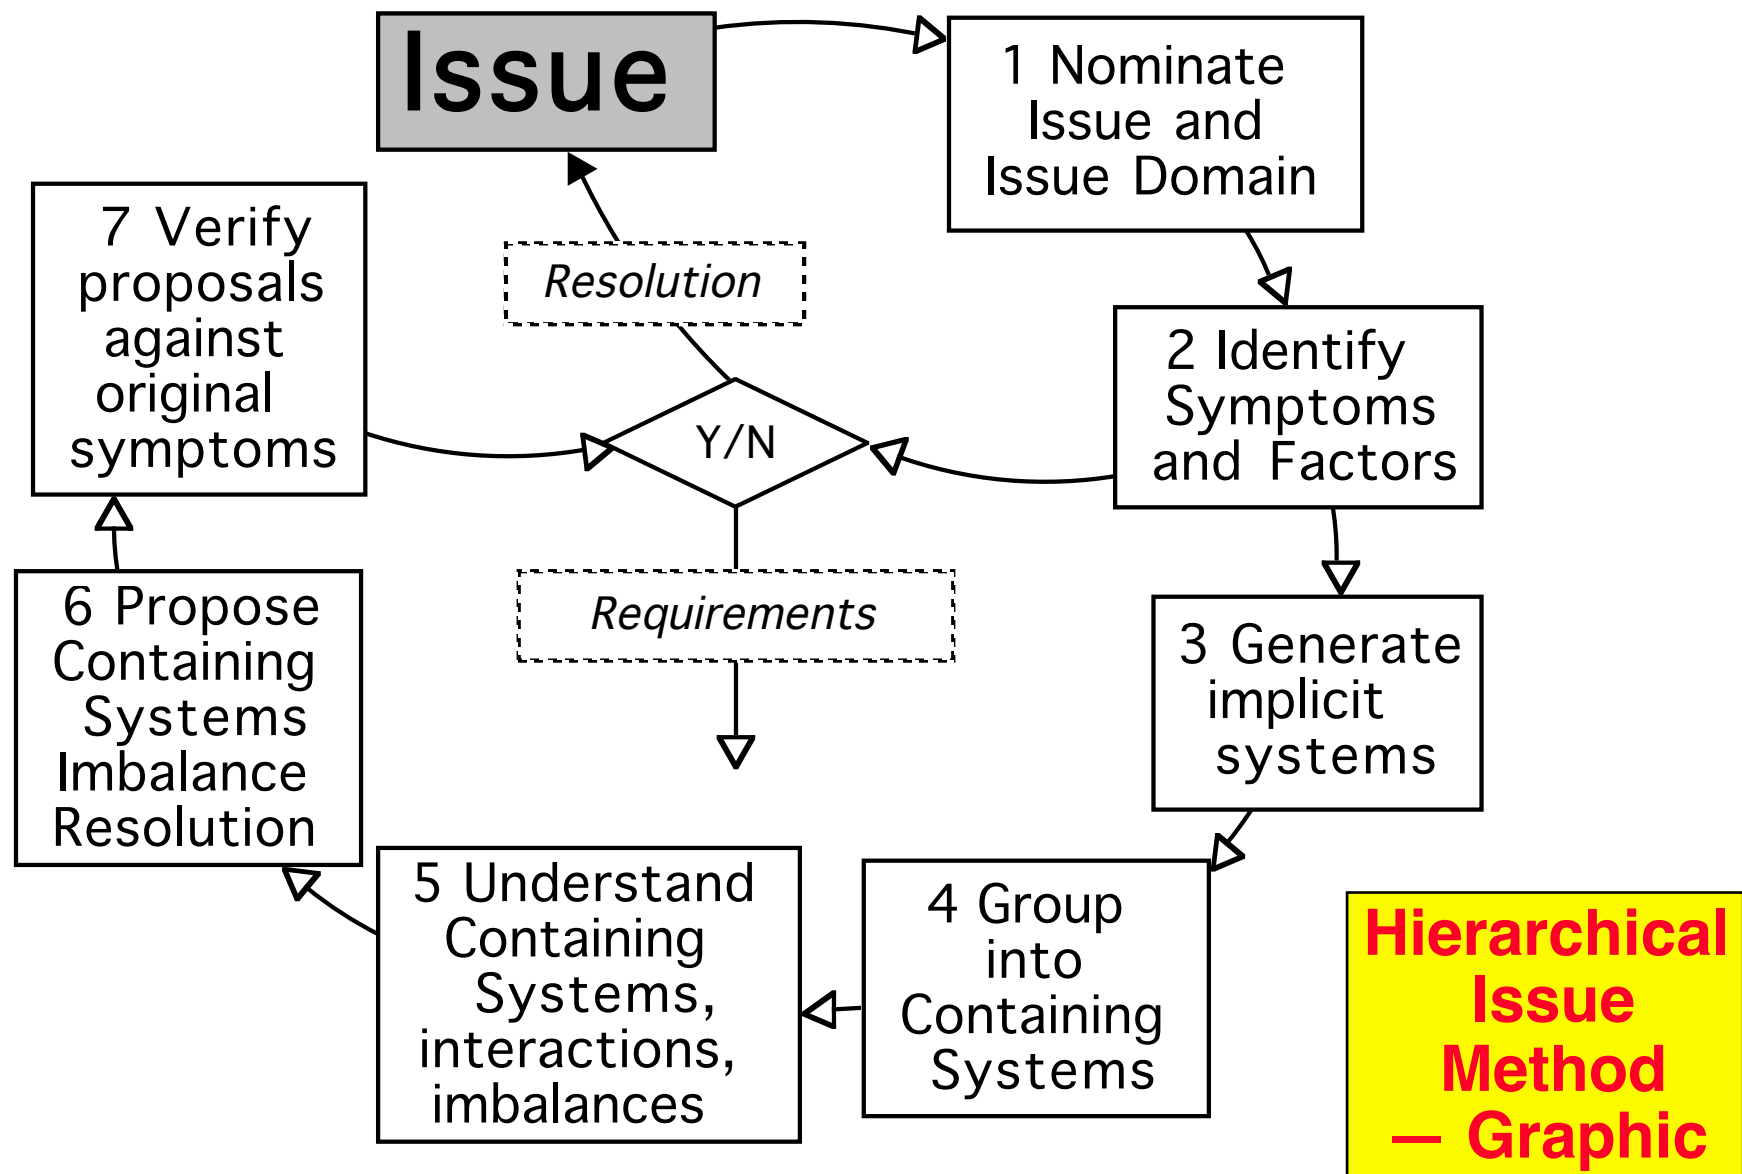 Issue
1 Nominate
Issue and
Issue Domain
7 Verify
proposals
against
original
symptoms
Resolution
2 Identify
Symptoms
and Factors
Y/N
6 Propose
Containing
Systems
Imbalance
Resolution
Requirements
3 Generate
implicit
systems
5 Understand
Containing
Systems,
interactions,
imbalances
4 Group
into
Containing
Systems
Hierarchical
Issue
Method
— Graphic